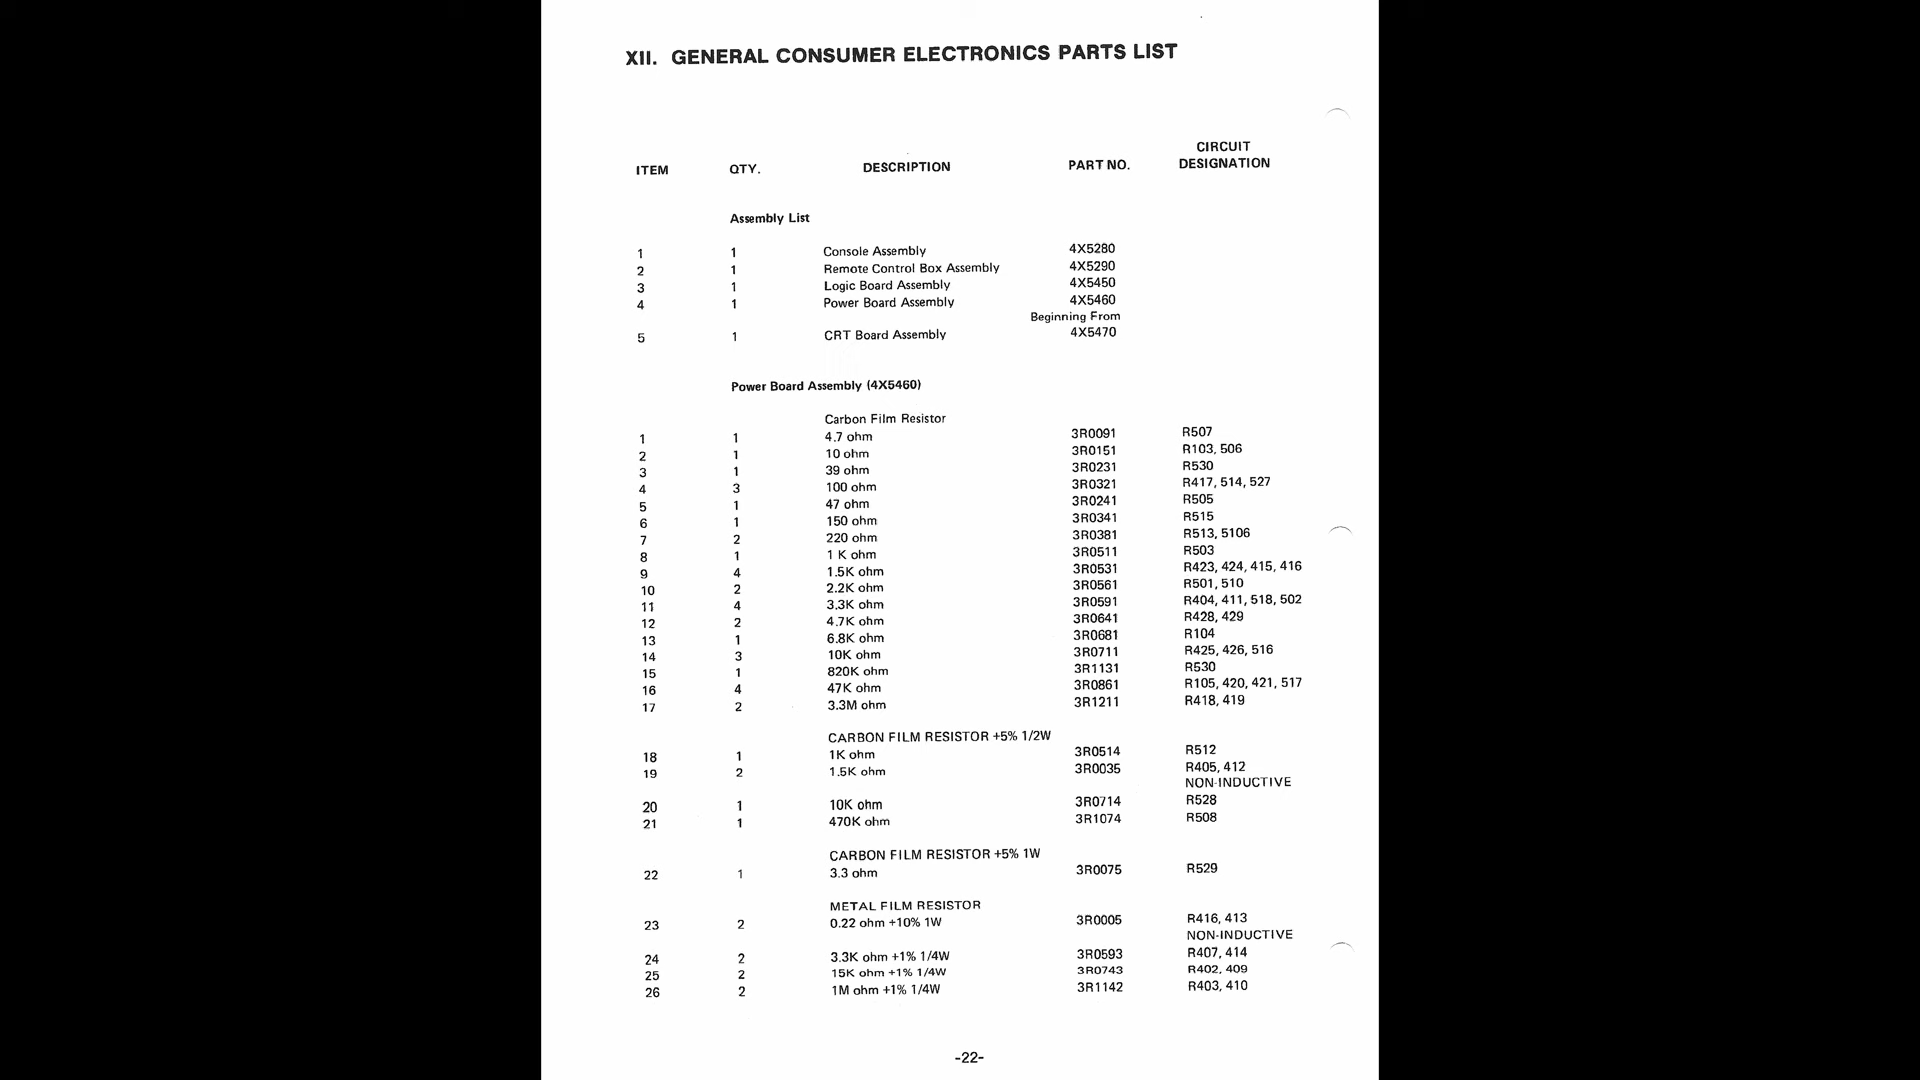 XII. GENERAL CONSUMER ELECTRONICS PARTS LIST
ITEM QTY. DESCRIPTION PART NO. CIRCUIT DESIGNATION
Assembly List
1 1 Console Assembly 4X5280
2 1 Remote Control Box Assembly 4X5290
3 1 Logic Board Assembly 4X5450
4 1 Power Board Assembly 4X5460
Beginning From
5 1 CRT Board Assembly 4X5470
Power Board Assembly (4X5460)
Carbon Film Resistor
1 1 4.7 ohm 3R0091 R507
2 1 10 ohm 3R0151 R103, 506
3 1 39 ohm 3R0231 R530
4 3 100 ohm 3R0321 R417, 514, 527
5 1 47 ohm 3R0241 R505
6 1 150 ohm 3R0341 R515
7 2 220 ohm 3R0381 R513, 5106
8 1 1 K ohm 3R0511 R503
9 4 1.5K ohm 3R0531 R423, 424, 415, 416
10 2 2.2K ohm 3R0561 R501, 510
11 4 3.3K ohm 3R0591 R404, 411, 518, 502
12 2 4.7K ohm 3R0641 R428, 429
13 1 6.8K ohm 3R0681 R104
14 3 10K ohm 3R0711 R425, 426, 516
15 1 820K ohm 3R1131 R530
16 4 47K ohm 3R0861 R105, 420, 421, 517
17 2 3.3M ohm 3R1211 R418, 419
CARBON FILM RESISTOR +5% 1/2W
18 1 1K ohm 3R0514 R512
19 2 1.5K ohm 3R0035 R405, 412
NON-INDUCTIVE
20 1 10K ohm 3R0714 R528
21 1 470K ohm 3R1074 R508
CARBON FILM RESISTOR +5% 1W
22 1 3.3 ohm 3R0075 R529
METAL FILM RESISTOR
23 2 0.22 ohm +10% 1W 3R0005 R416, 413
NON-INDUCTIVE
24 2 3.3K ohm +1% 1/4W 3R0593 R407, 414
25 2 15K ohm +1% 1/4W 3R0743 R402, 409
26 2 1M ohm +1% 1/4W 3R1142 R403, 410
-22-